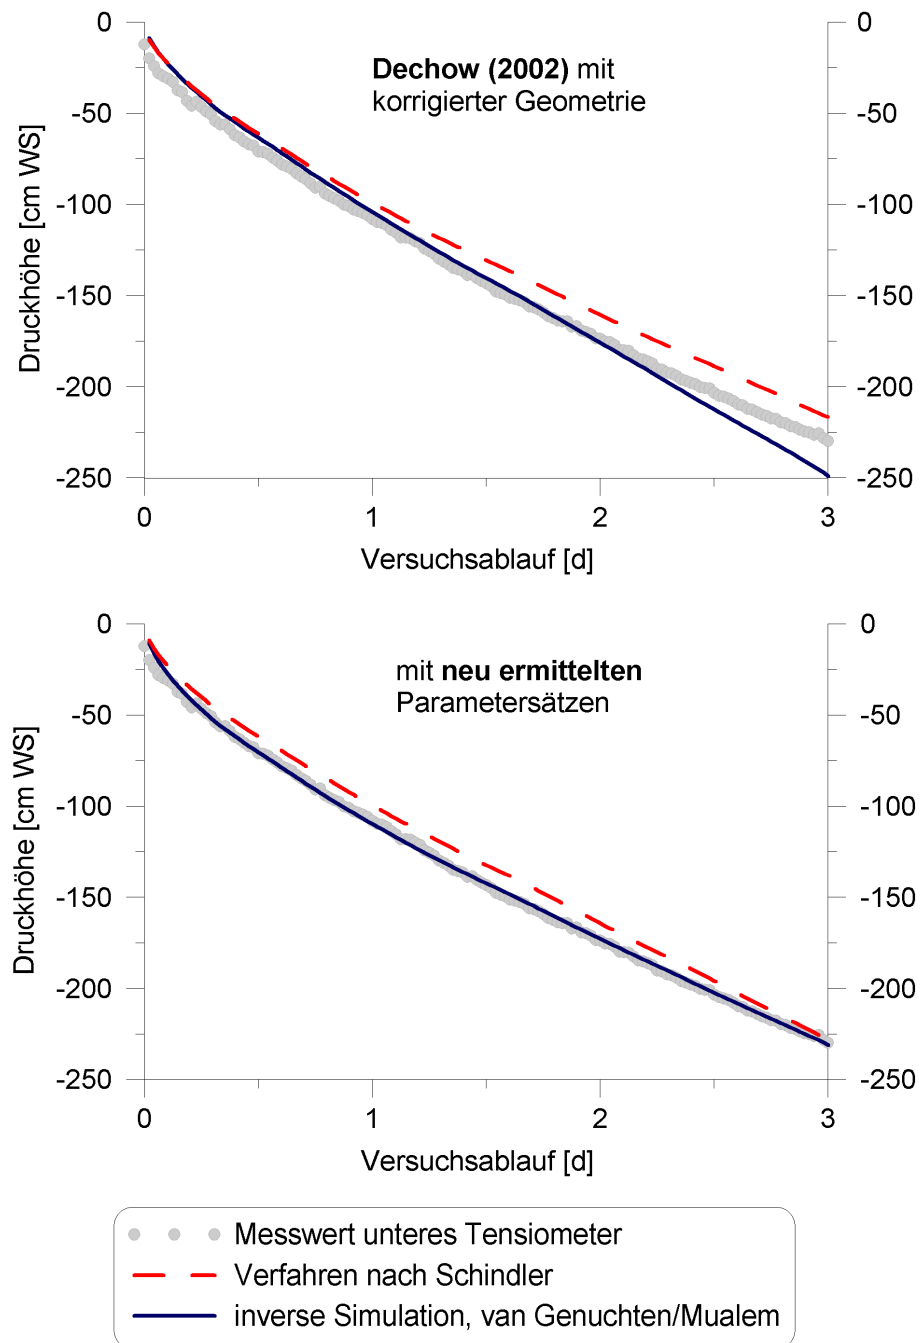 0
0
Dechow (2002) mit
korrigierter Geometrie
-50
-50
-100
-100
-150
-150
-200
-200
-250
-250
Druckhöhe [cm WS]
0
1
2
3
Versuchsablauf [d]
0
0
mit neu ermittelten
Parametersätzen
-50
-50
-100
-100
-150
-150
-200
-200
-250
-250
Druckhöhe [cm WS]
0
1
2
3
Versuchsablauf [d]
Messwert unteres Tensiometer
Verfahren nach Schindler
inverse Simulation, van Genuchten/Mualem